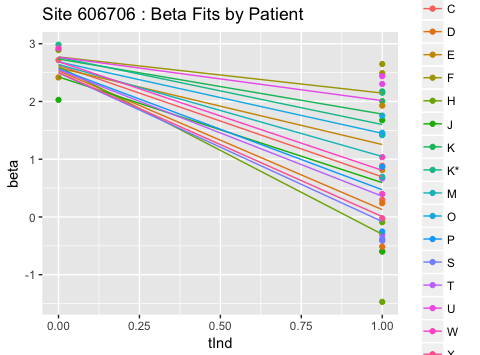 Site 606706 : Beta Fits by Patient
beta
3
2
1
0
-1
0.00 0.25 0.50 0.75 1.00
tInd
C
D
E
F
H
J
K
K*
M
O
P
S
T
U
W